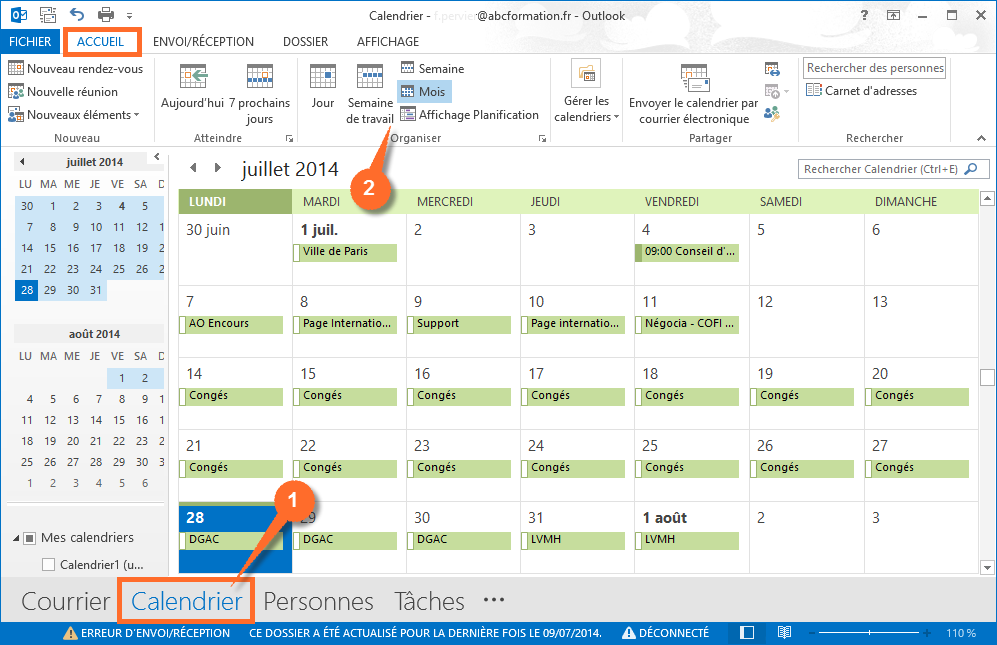 Calendrier - f.pervier@abcformation.fr - Outlook
?
FICHIER ACCUEIL ENVOI/RÉCEPTION DOSSIER AFFICHAGE
Nouveau rendez-vous
Nouvelle réunion
Nouveaux éléments
Nouveau
Aujourd'hui
7 prochains
jours
Atteindre
Jour
Semaine
de travail
Semaine
Mois
Affichage Planification
Organiser
Gérer les
calendriers
Envoyer le calendrier par
courrier électronique
Partager
Rechercher des personnes
Carnet d'adresses
Rechercher
juillet 2014
LU MA ME JE VE SA D
30 1 2 3 4 5
7 8 9 10 11 12 1
14 15 16 17 18 19 2
21 22 23 24 25 26 2
28 29 30 31
août 2014
LU MA ME JE VE SA D
1 2
4 5 6 7 8 9 1
11 12 13 14 15 16 1
18 19 20 21 22 23 2
25 26 27 28 29 30 3
1 2 3 4 5 6
Mes calendriers
Calendrier1 (u...
juillet 2014
2
Rechercher Calendrier (Ctrl+E)
LUNDI MARDI MERCREDI JEUDI VENDREDI SAMEDI DIMANCHE
30 juin 1 juil. 2 3 4 5 6
Ville de Paris 09:00 Conseil d'...
7 8 9 10 11 12 13
AO Encours Page Internatio... Support Page internatio... Négocia - COFI ...
14 15 16 17 18 19 20
Congés Congés Congés Congés Congés Congés Congés
21 22 23 24 25 26 27
Congés Congés Congés Congés Congés Congés Congés
1
28 29 30 31 1 août 2 3
DGAC DGAC DGAC LVMH LVMH
Courrier Calendrier Personnes Tâches ···
ERREUR D'ENVOI/RÉCEPTION CE DOSSIER A ÉTÉ ACTUALISÉ POUR LA DERNIÈRE FOIS LE 09/07/2014. DÉCONNECTÉ 110 %